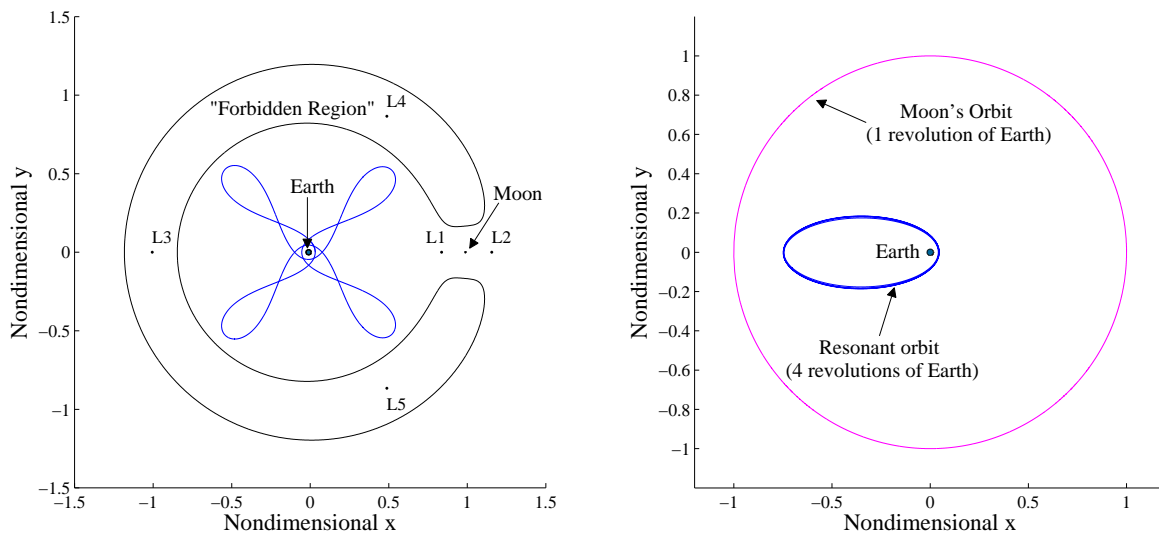 1.5
1
0.5
0
−0.5
−1
−1.5
Nondimensional y
"Forbidden Region"
L4
Earth
Moon
L3
L1
L2
L5
−1.5
−1
−0.5
0
0.5
1
1.5
Nondimensional x
1
0.8
0.6
0.4
0.2
0
−0.2
−0.4
−0.6
−0.8
−1
Nondimensional y
Moon's Orbit
(1 revolution of Earth)
Earth
Resonant orbit
(4 revolutions of Earth)
−1
−0.5
0
0.5
1
Nondimensional x